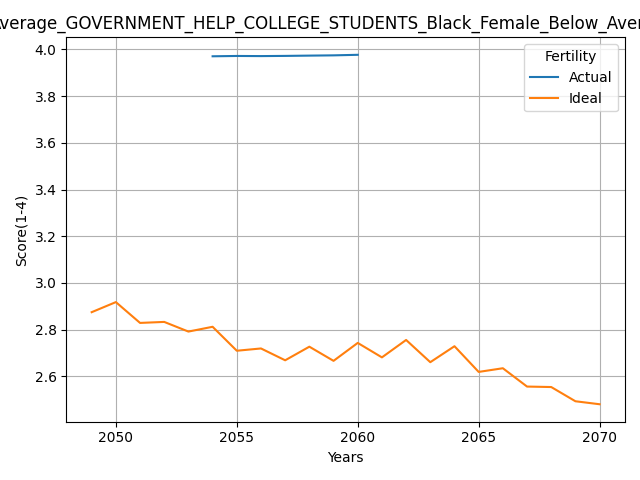 verage_GOVERNMENT_HELP_COLLEGE_STUDENTS_Black_Female_Below_Aver
4.0
3.8
3.6
3.4
3.2
3.0
2.8
2.6
Score(1-4)
Fertility
Actual
Ideal
2050 2055 2060 2065 2070
Years